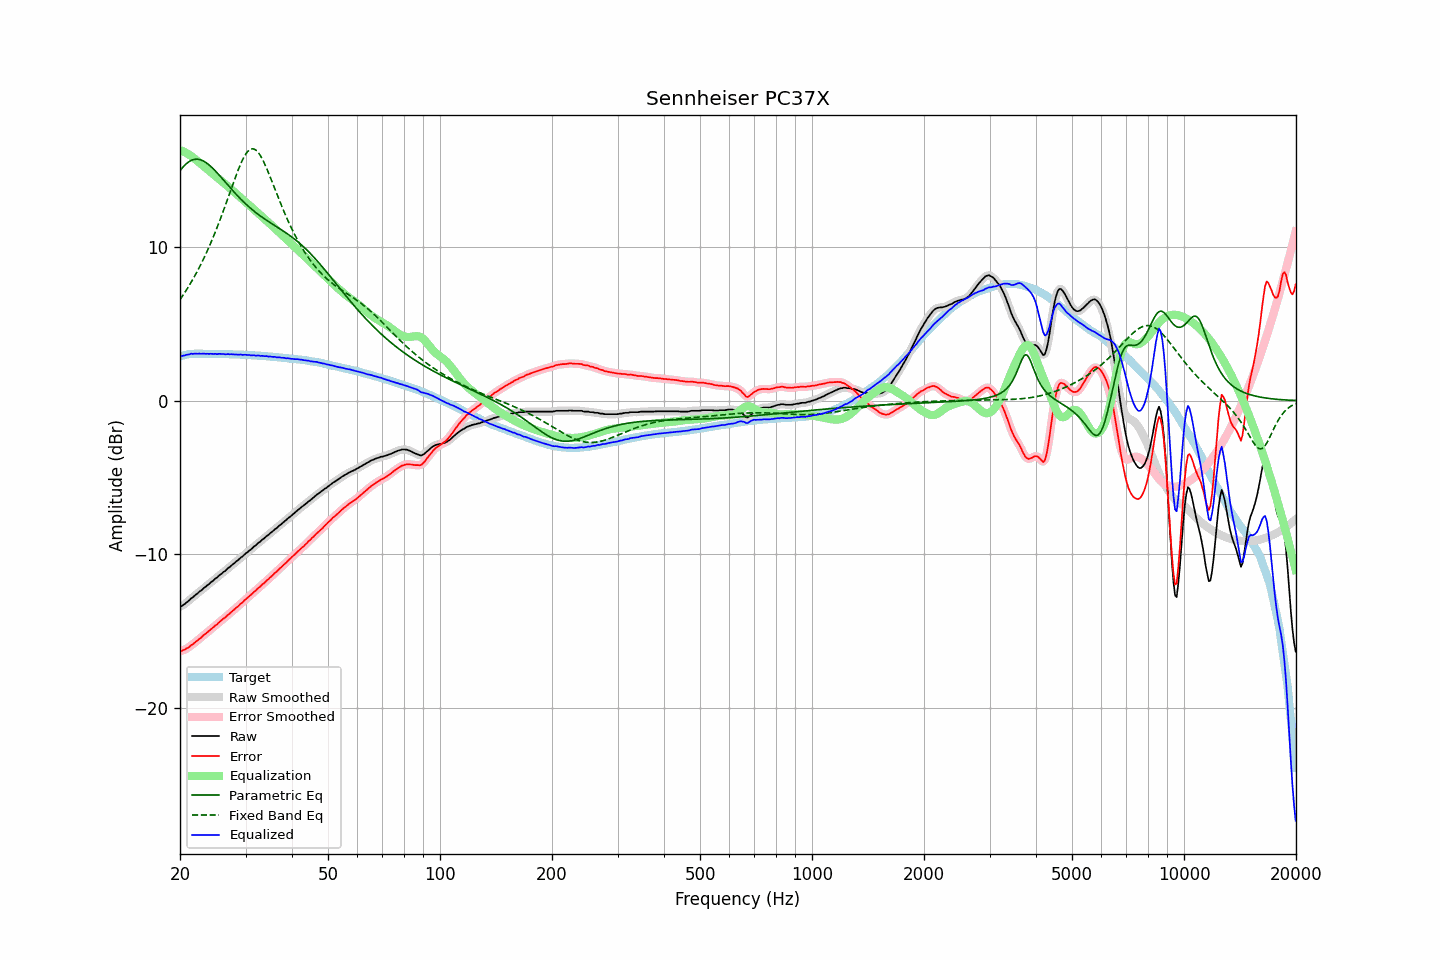 Sennheiser PC37X
Amplitude (dBr)
10
0
−10
−20
Target
Raw Smoothed
Error Smoothed
Raw
Error
Equalization
Parametric Eq
Fixed Band Eq
Equalized
20 50 100 200 500 1000 2000 5000 10000 20000
Frequency (Hz)